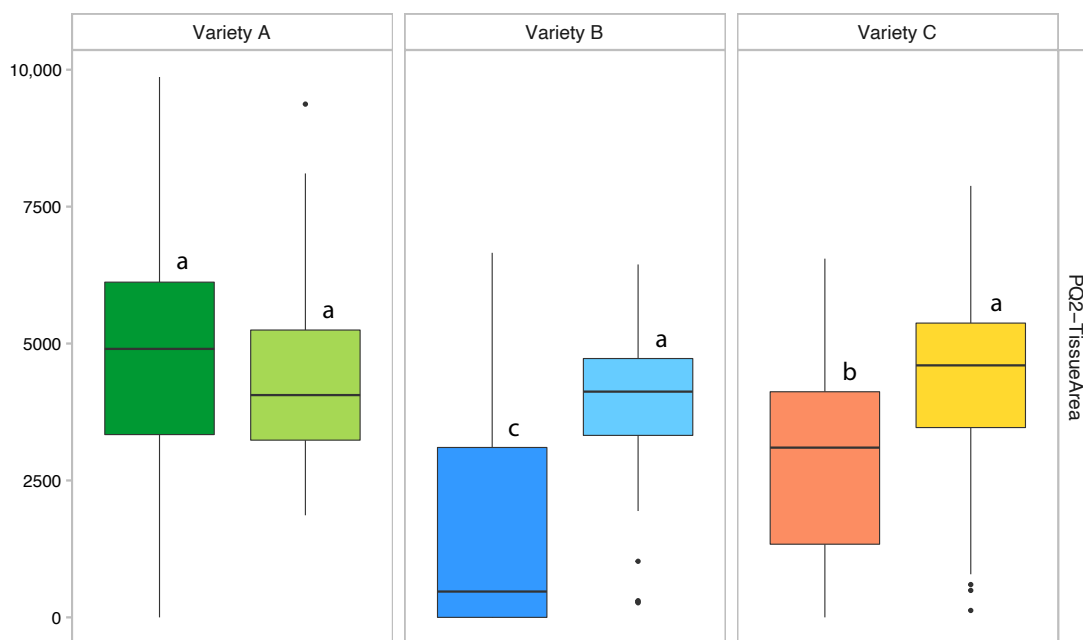 Variety A
Variety B
Variety C
10,000
7500
5000
2500
0
a
a
c
a
b
a
PQ2-TissueArea